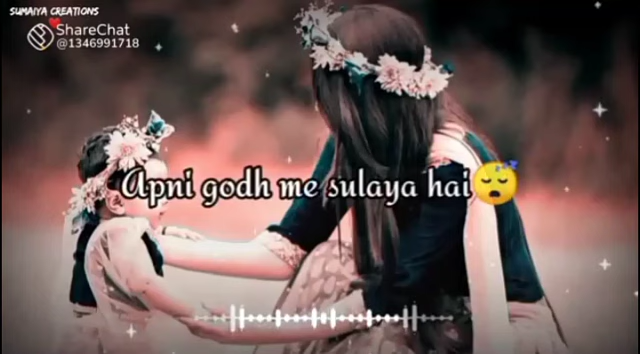 SUMAIYA CREATIONS
ShareChat
@1346991718
Apni godh me sulaya hai😴